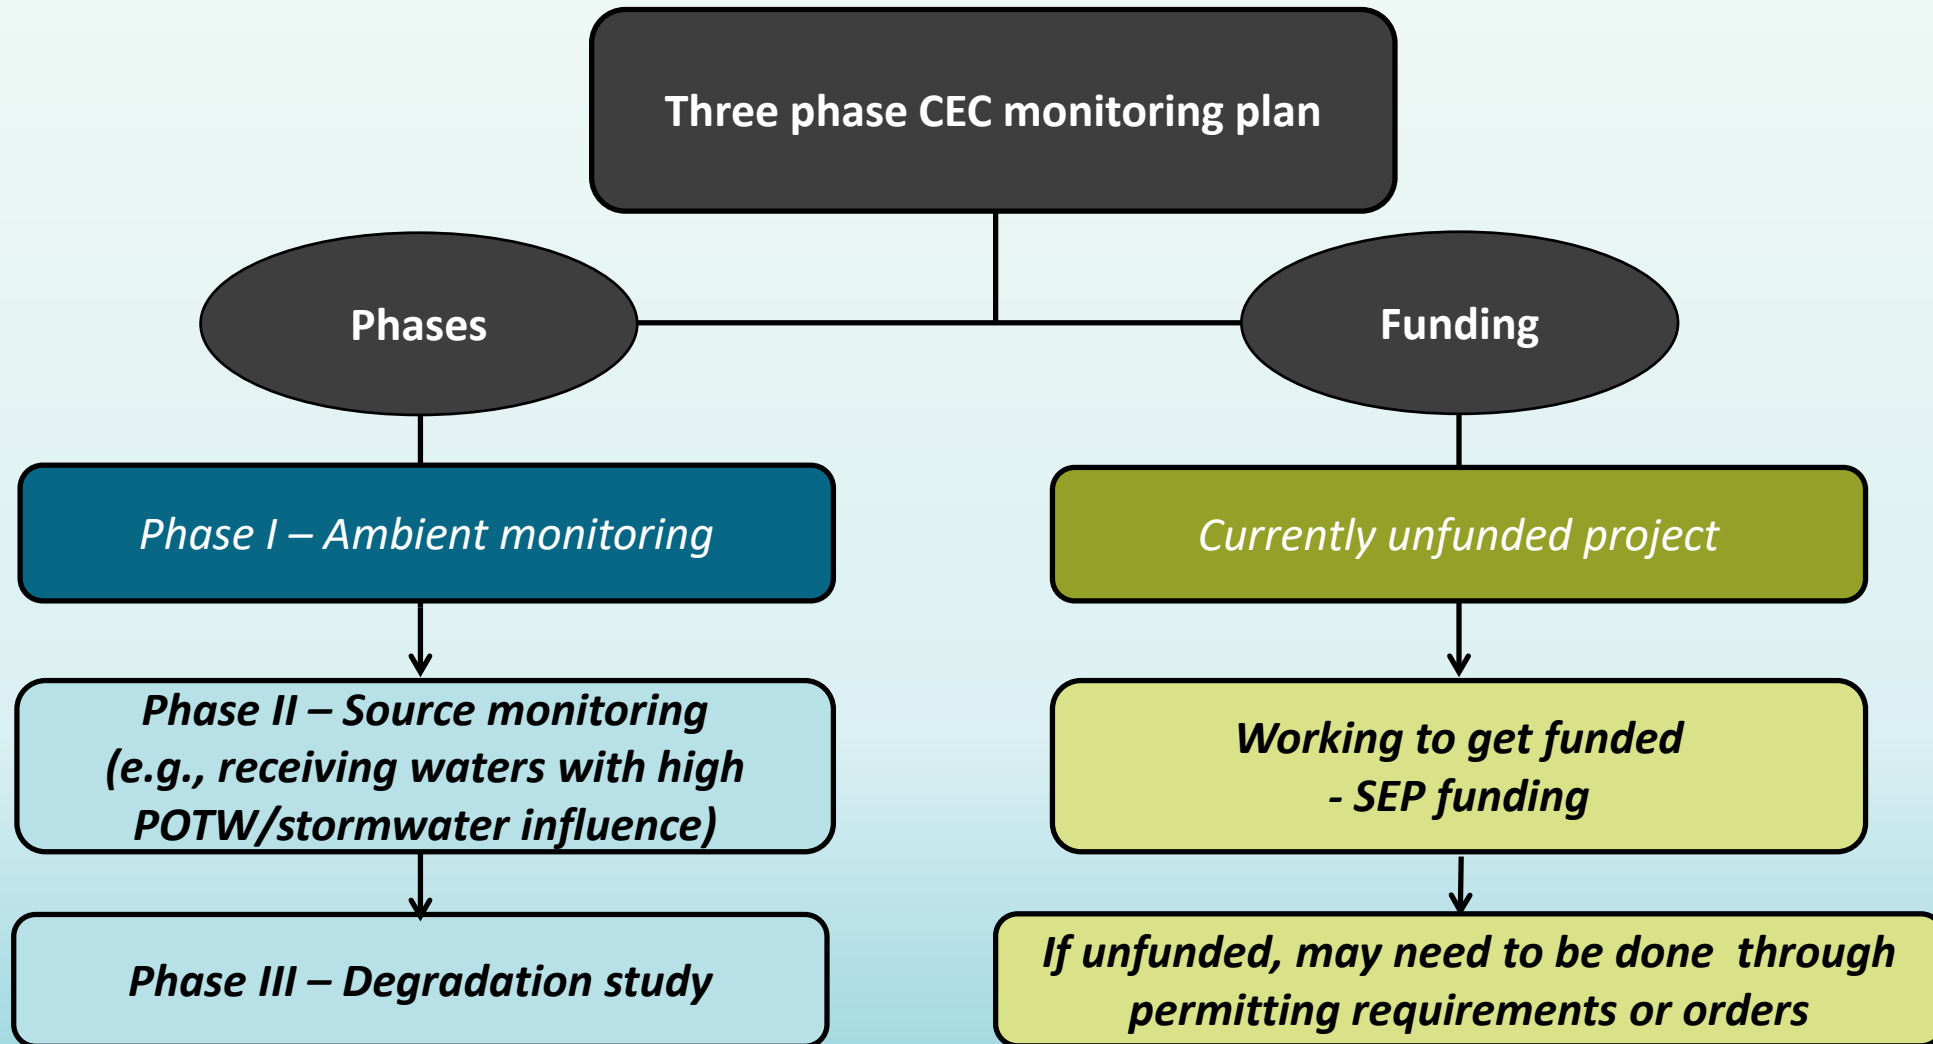 Three phase CEC monitoring plan
Phases
Funding
Phase I – Ambient monitoring
Currently unfunded project
Phase II – Source monitoring
(e.g., receiving waters with high
POTW/stormwater influence)
Working to get funded
- SEP funding
Phase III – Degradation study
If unfunded, may need to be done  through
permitting requirements or orders